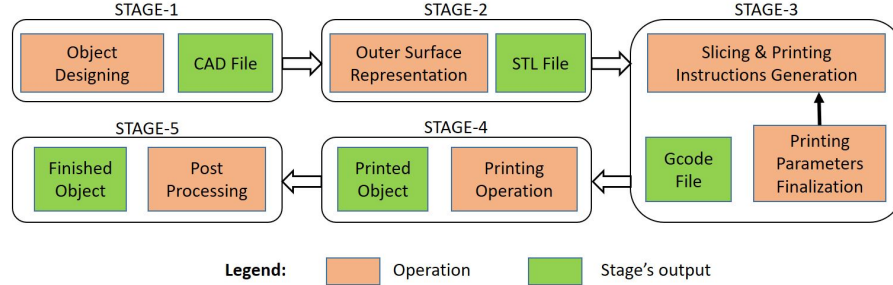 STAGE-1
Object
Designing
CAD File
STAGE-2
Outer Surface
Representation
STL File
STAGE-3
Slicing & Printing
Instructions Generation
Printing
Parameters
Finalization
Gcode
File
STAGE-4
Printing
Operation
Printed
Object
STAGE-5
Post
Processing
Finished
Object
Legend:
Operation
Stage's output